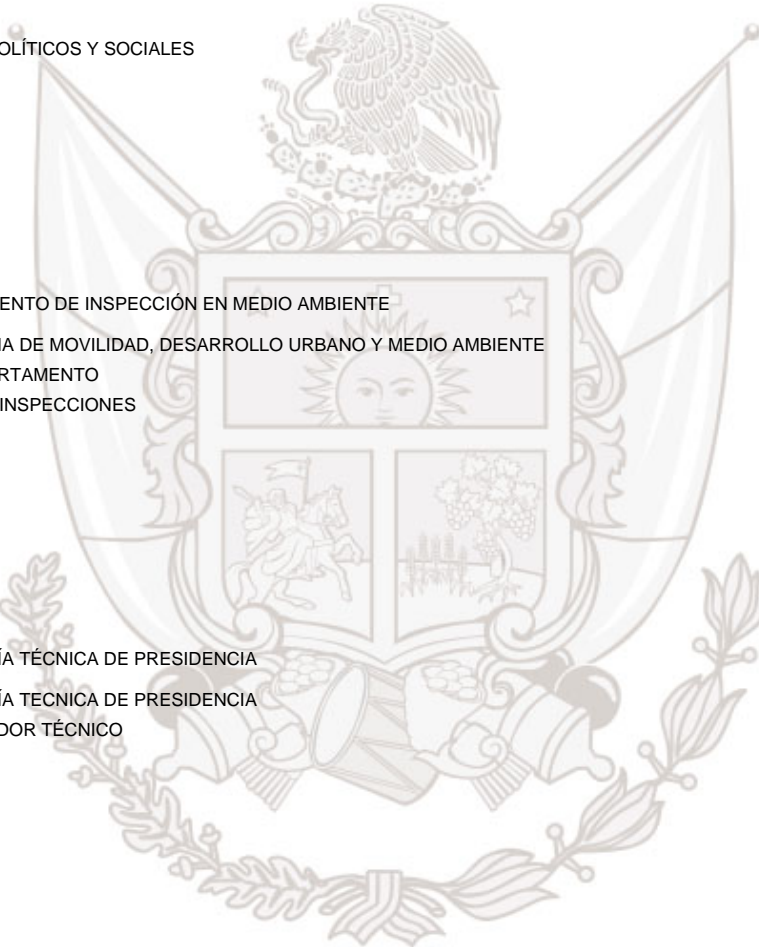 OLÍTICOS Y SOCIALES
ENTO DE INSPECCIÓN EN MEDIO AMBIENTE
IA DE MOVILIDAD, DESARROLLO URBANO Y MEDIO AMBIENTE
RTAMENTO
INSPECCIONES
ÍA TÉCNICA DE PRESIDENCIA
ÍA TECNICA DE PRESIDENCIA
DOR TÉCNICO